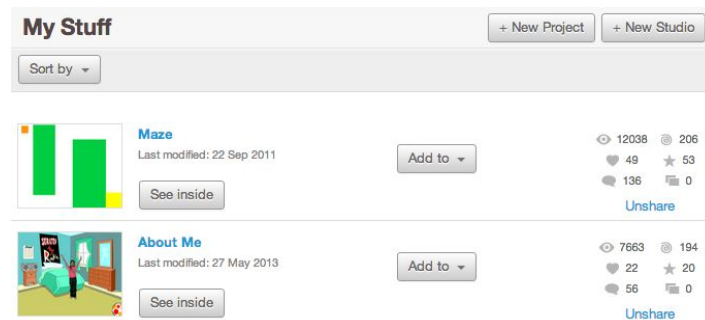 My Stuff
+ New Project
+ New Studio
Sort by
Maze
Last modified: 22 Sep 2011
See inside
Add to
12038 206
49 53
136 0
Unshare
About Me
Last modified: 27 May 2013
See inside
Add to
7663 194
22 20
56 0
Unshare